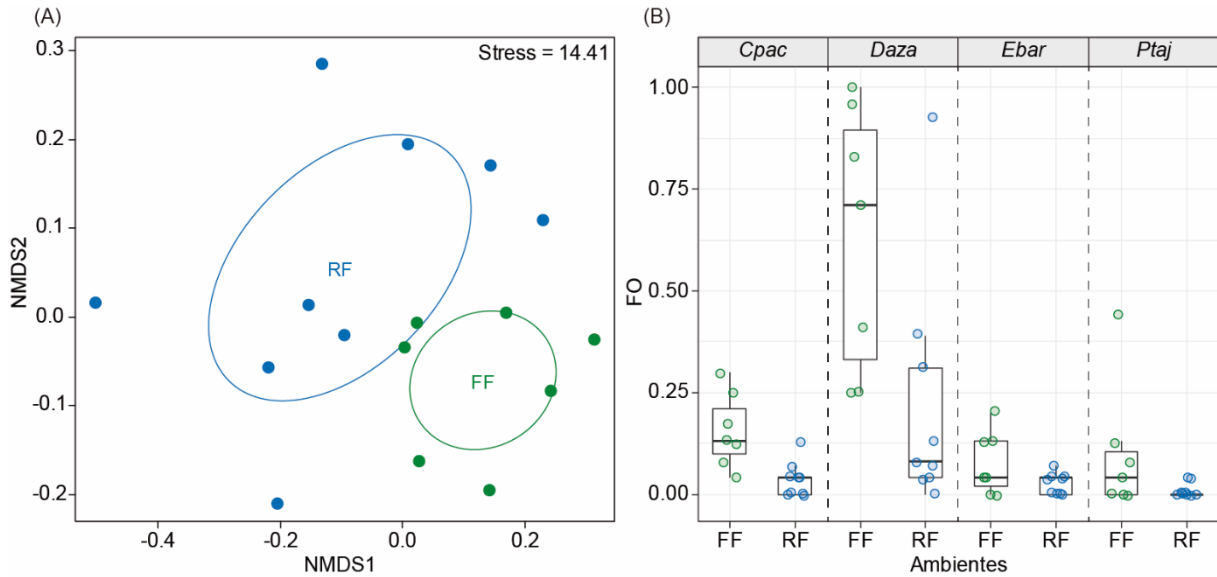 (A)
Stress = 14.41
0.3
0.2
0.1
0.0
-0.1
-0.2
NMDS2
RF
FF
-0.4 -0.2 0.0 0.2
NMDS1
(B)
Cpac Daza Ebar Ptaj
1.00
0.75
0.50
0.25
0.00
FO
FF RF FF RF FF RF FF RF
Ambientes